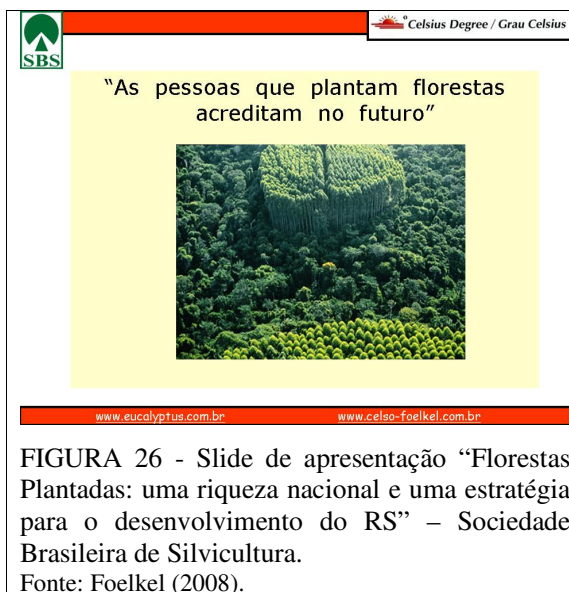 °Celsius Degree / Grau Celsius
SBS
“As pessoas que plantam florestas
acreditam no futuro”
www.eucalyptus.com.br www.celso-foelkel.com.br
FIGURA 26 - Slide de apresentação “Florestas
Plantadas: uma riqueza nacional e uma estratégia
para o desenvolvimento do RS” – Sociedade
Brasileira de Silvicultura.
Fonte: Foelkel (2008).